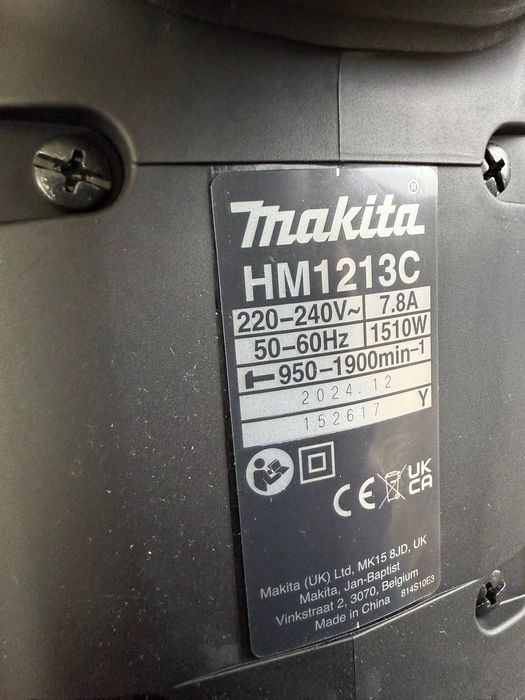 makita®
HM1213C
220-240V~ 7.8A
50-60Hz 1510W
950-1900min-1
2024.12
152617 Y
CE UK CA
Makita (UK) Ltd, MK15 8JD, UK
Makita, Jan-Baptist
Vinkstraat 2, 3070, Belgium
Made in China 814S10E3